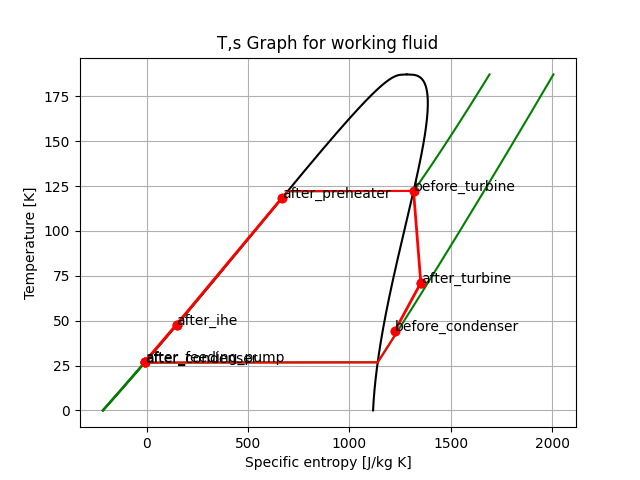 T,s Graph for working fluid
Temperature [K]
175
150
125
100
75
50
25
0
after_preheater
before_turbine
after_turbine
after_ihe
before_condenser
after_feeding_pump
after_condenser
0
500
1000
1500
2000
Specific entropy [J/kg K]